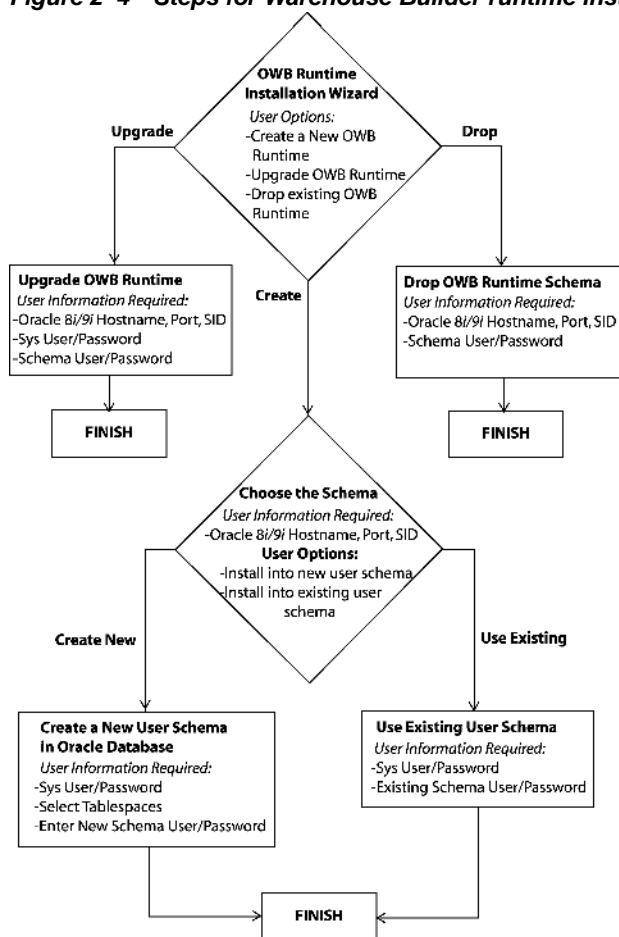 Figure 2–4 Steps for Warehouse Builder runtime
OWB Runtime
Installation Wizard
User Options:
-Create a New OWB
Runtime
-Upgrade OWB Runtime
-Drop existing OWB
Runtime
Upgrade
Drop
Create
Upgrade OWB Runtime
User Information Required:
-Oracle 8i/9i Hostname, Port, SID
-Sys User/Password
-Schema User/Password
FINISH
Drop OWB Runtime Schema
User Information Required:
-Oracle 8i/9i Hostname, Port, SID
-Schema User/Password
FINISH
Choose the Schema
User Information Required:
-Oracle 8i/9i Hostname, Port, SID
User Options:
-Install into new user schema
-Install into existing user
schema
Create New
Use Existing
Create a New User Schema
in Oracle Database
User Information Required:
-Sys User/Password
-Select Tablespaces
-Enter New Schema User/Password
Use Existing User Schema
User Information Required:
-Sys User/Password
-Existing Schema User/Password
FINISH